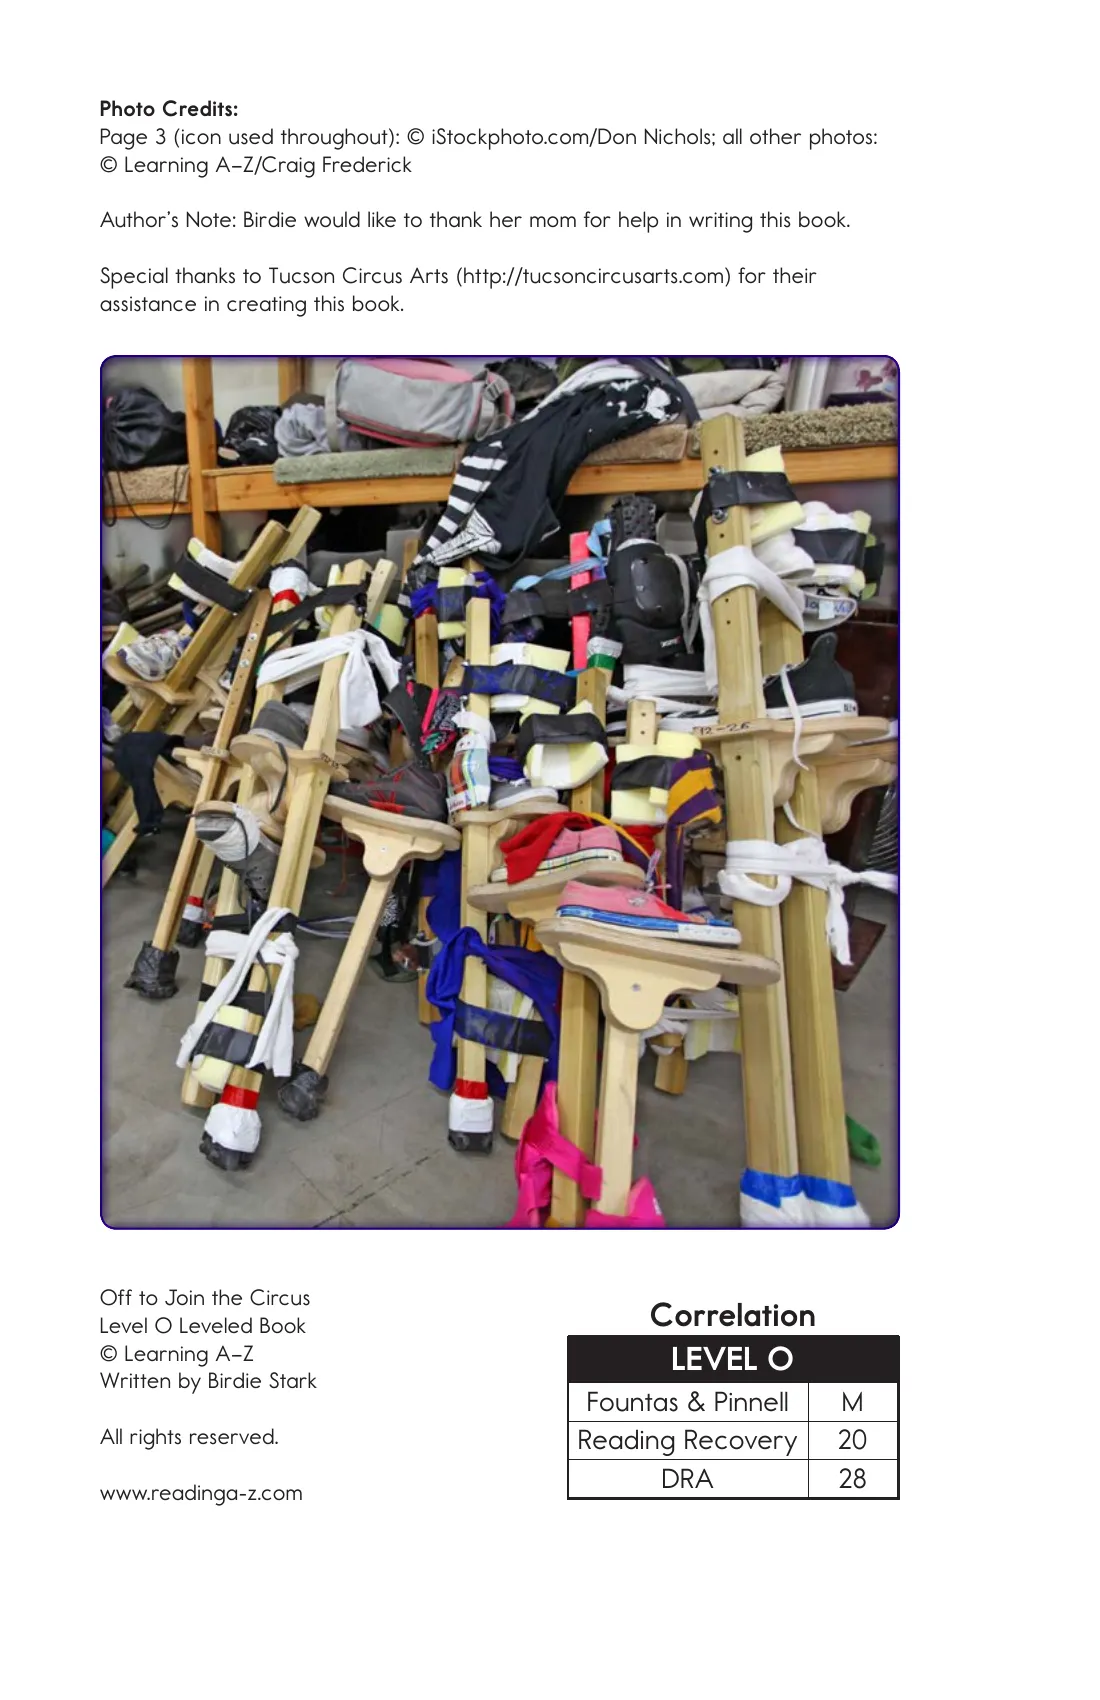 Photo Credits:
Page 3 (icon used throughout): © iStockphoto.com/Don Nichols; all other photos:
© Learning A–Z/Craig Frederick
Author's Note: Birdie would like to thank her mom for help in writing this book.
Special thanks to Tucson Circus Arts (http://tucsoncircusarts.com) for their
assistance in creating this book.
12-26
Off to Join the Circus
Level O Leveled Book
© Learning A–Z
Written by Birdie Stark
All rights reserved.
www.readinga-z.com
Correlation
LEVEL O
Fountas & Pinnell M
Reading Recovery 20
DRA 28